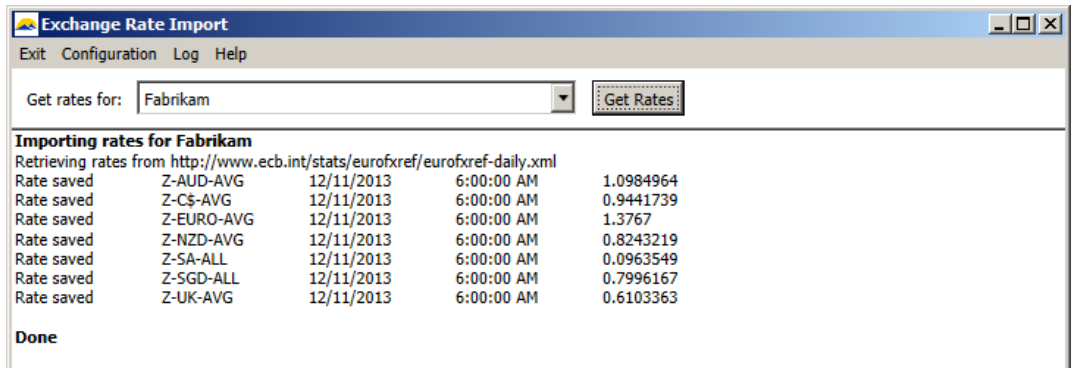 Exchange Rate Import
Exit Configuration Log Help
Get rates for: Fabrikam Get Rates
Importing rates for Fabrikam
Retrieving rates from http://www.ecb.int/stats/eurofxref/eurofxref-daily.xml
Rate saved Z-AUD-AVG 12/11/2013 6:00:00 AM 1.0984964
Rate saved Z-C$-AVG 12/11/2013 6:00:00 AM 0.9441739
Rate saved Z-EURO-AVG 12/11/2013 6:00:00 AM 1.3767
Rate saved Z-NZD-AVG 12/11/2013 6:00:00 AM 0.8243219
Rate saved Z-SA-ALL 12/11/2013 6:00:00 AM 0.0963549
Rate saved Z-SGD-ALL 12/11/2013 6:00:00 AM 0.7996167
Rate saved Z-UK-AVG 12/11/2013 6:00:00 AM 0.6103363
Done